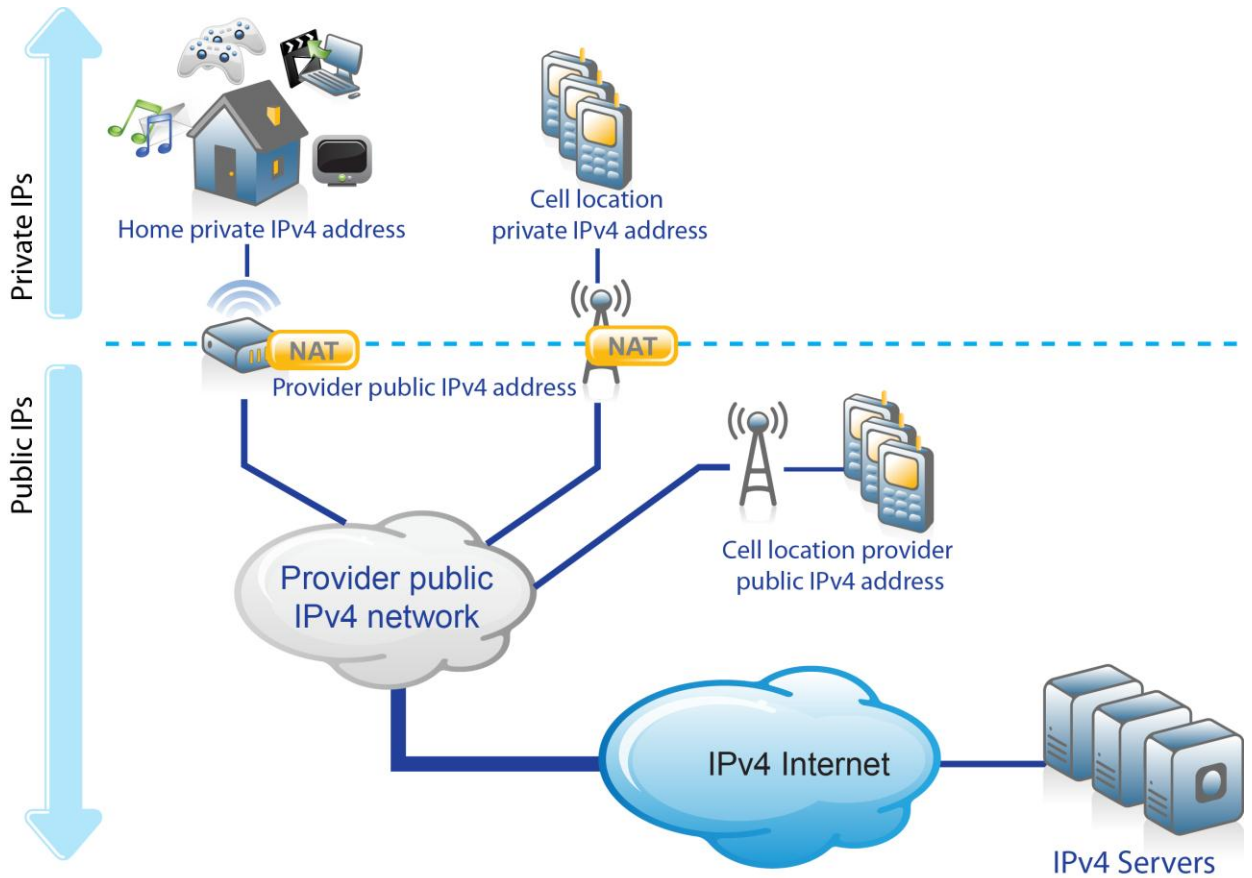 Private IPs
Home private IPv4 address
Cell location
private IPv4 address
NAT
NAT
Provider public IPv4 address
Public IPs
Cell location provider
public IPv4 address
Provider public
IPv4 network
IPv4 Internet
IPv4 Servers